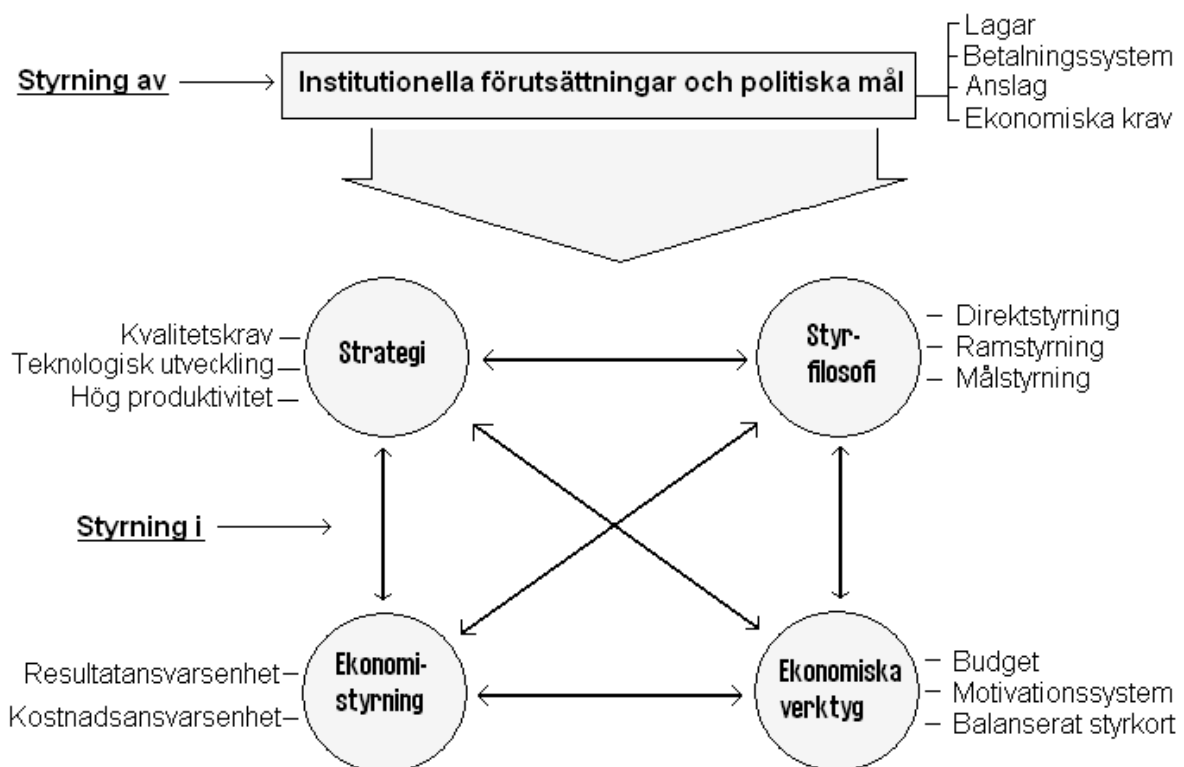 Styrning av
Institutionella förutsättningar och politiska mål
Lagar
Betalningssystem
Anslag
Ekonomiska krav
Kvalitetskrav
Teknologisk utveckling
Hög produktivitet
Strategi
Styr-
filosofi
Direktstyrning
Ramstyrning
Målstyrning
Styrning i
Resultatansvarsenhet
Kostnadsansvarsenhet
Ekonomi-
styrning
Ekonomiska
verktyg
Budget
Motivationssystem
Balanserat styrkort